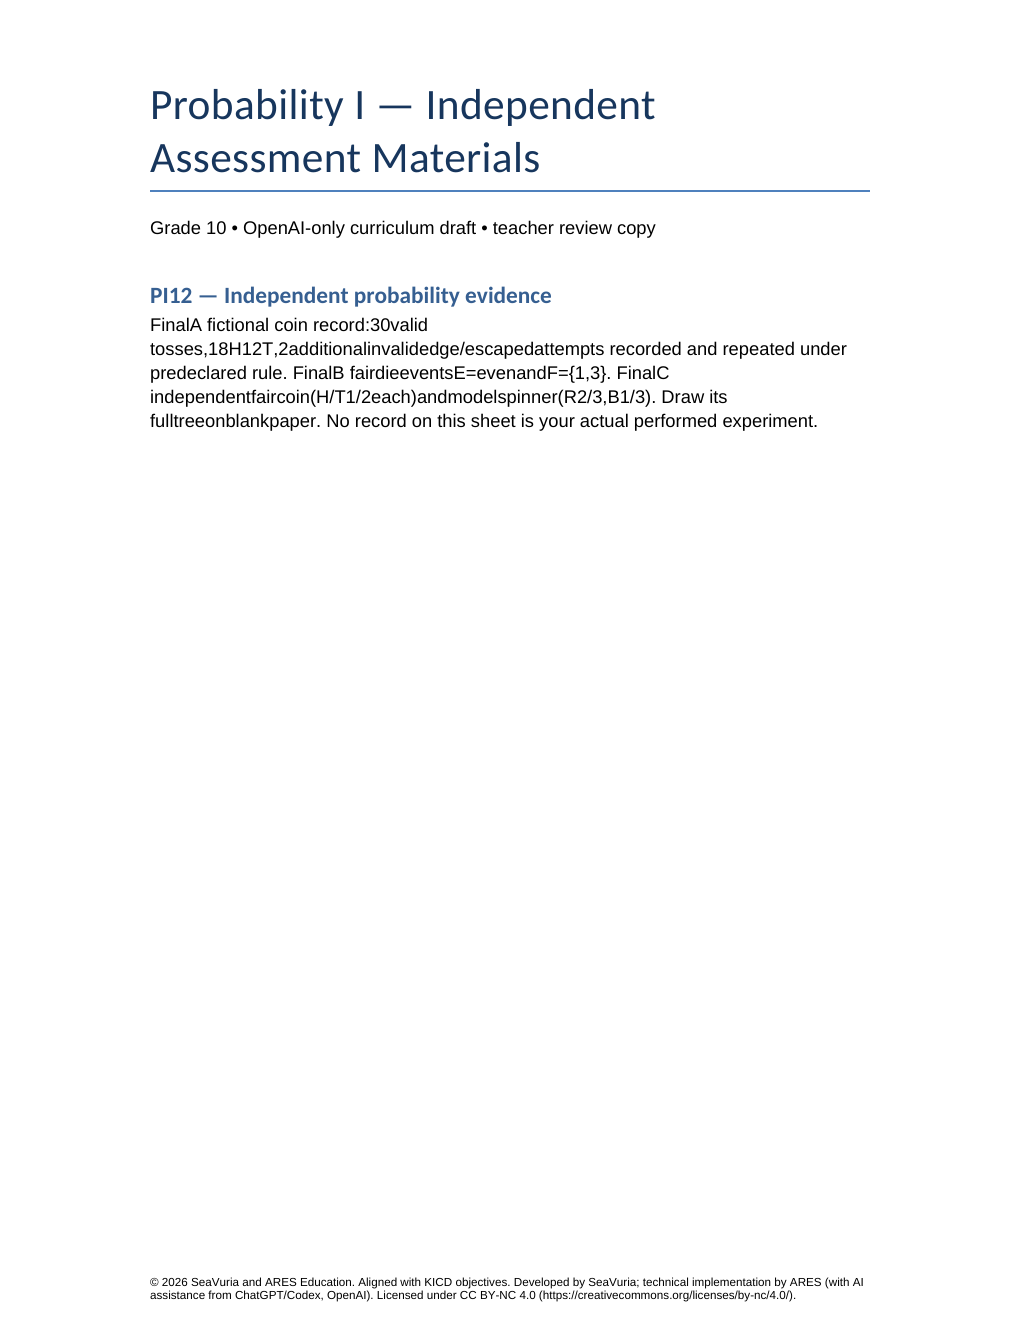 Probability I — Independent
Assessment Materials
Grade 10 • OpenAI-only curriculum draft • teacher review copy
PI12 — Independent probability evidence
FinalA fictional coin record:30valid
tosses,18H12T,2additionalinvalidedge/escapedattempts recorded and repeated under
predeclared rule. FinalB fairdieeventsE=evenandF={1,3}. FinalC
independentfaircoin(H/T1/2each)andmodelspinner(R2/3,B1/3). Draw its
fulltreeonblankpaper. No record on this sheet is your actual performed experiment.
© 2026 SeaVuria and ARES Education. Aligned with KICD objectives. Developed by SeaVuria; technical implementation by ARES (with AI
assistance from ChatGPT/Codex, OpenAI). Licensed under CC BY-NC 4.0 (https://creativecommons.org/licenses/by-nc/4.0/).